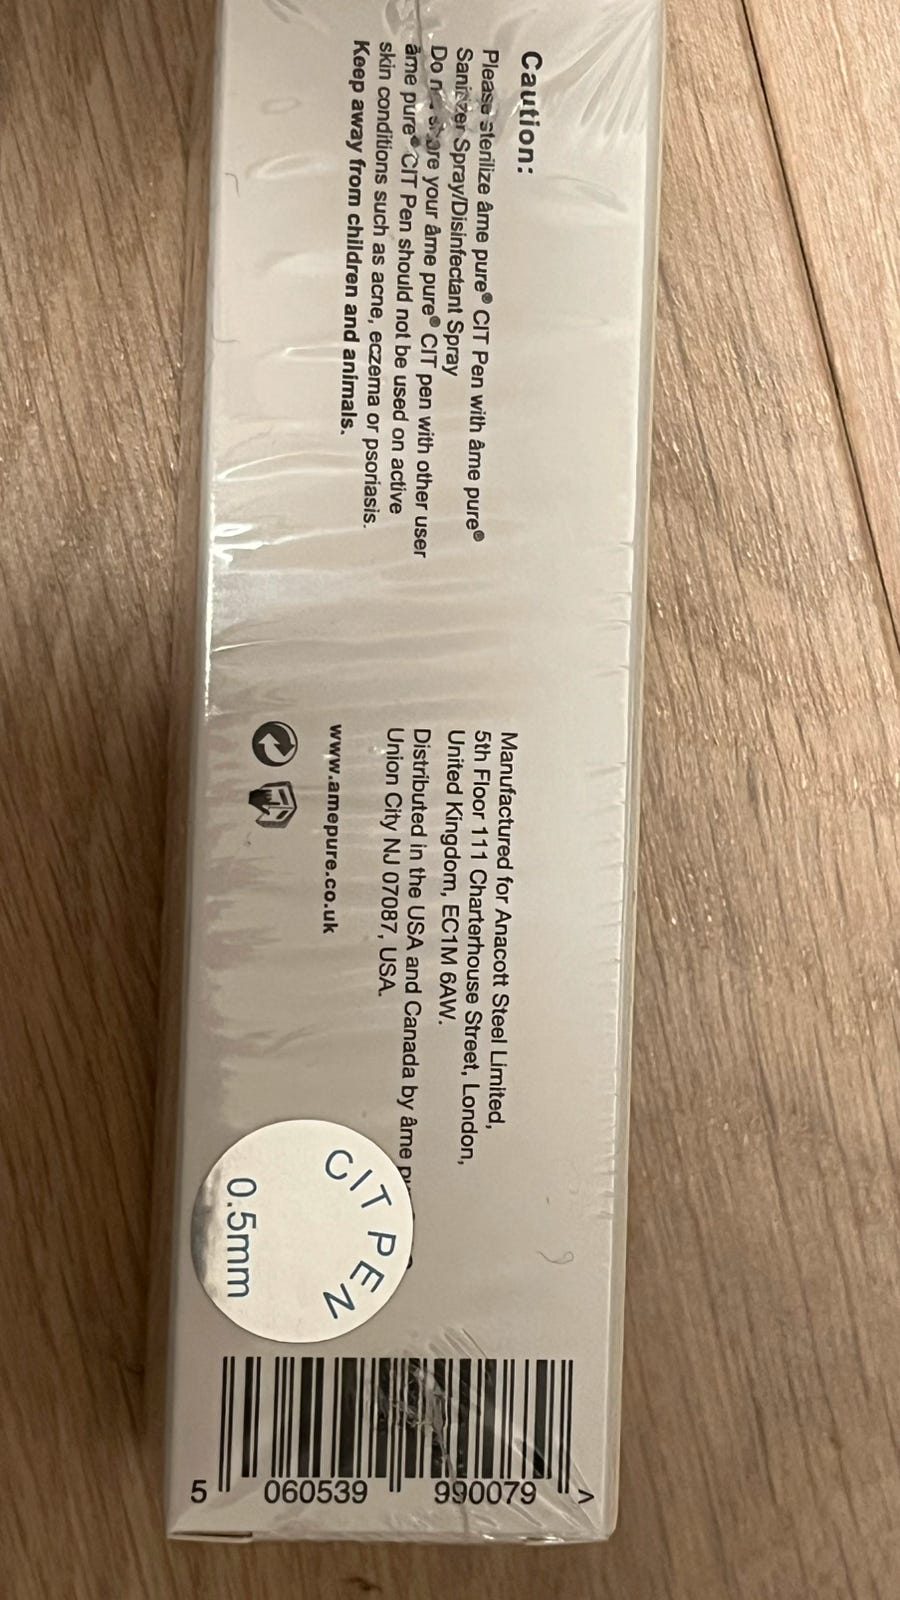 Caution:
Please sterilize âme pure® CIT Pen with âme pure®
Sanitizer Spray/Disinfectant Spray
Do not share your âme pure® CIT pen with other user
âme pure® CIT Pen should not be used on active
skin conditions such as acne, eczema or psoriasis.
Keep away from children and animals.
Manufactured for Anacott Steel Limited,
5th Floor 111 Charterhouse Street, London,
United Kingdom, EC1M 6AW.
Distributed in the USA and Canada by âme
Union City NJ 07087, USA.
www.amepure.co.uk
CIT PEN
0.5mm
5 060539 990079 >